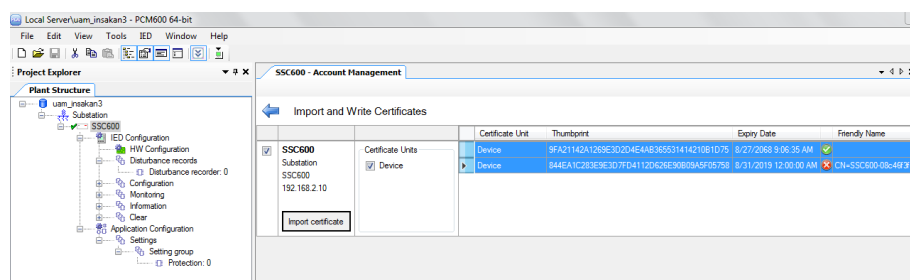 Local Server\uam_insakan3 - PCM600 64-bit
File Edit View Tools IED Window Help
Project Explorer
SSC600 - Account Management
Plant Structure
uam_insakan3
Substation
SSC600
IED Configuration
HW Configuration
Disturbance records
Disturbance recorder: 0
Configuration
Monitoring
Information
Clear
Application Configuration
Settings
Setting group
Protection: 0
Import and Write Certificates
Certificate Unit Thumbprint Expiry Date Friendly Name
SSC600
Substation
SSC600
192.168.2.10
Import certificate
Certificate Units
Device
Device 9FA21142A1269E3D2D4E4AB365531414210B1D75 8/27/2068 9:06:35 AM
Device 844EA1C283E9E3D7FD4112D626E90B09A5F05758 8/31/2019 12:00:00 AM CN=SSC600-08c46f3f